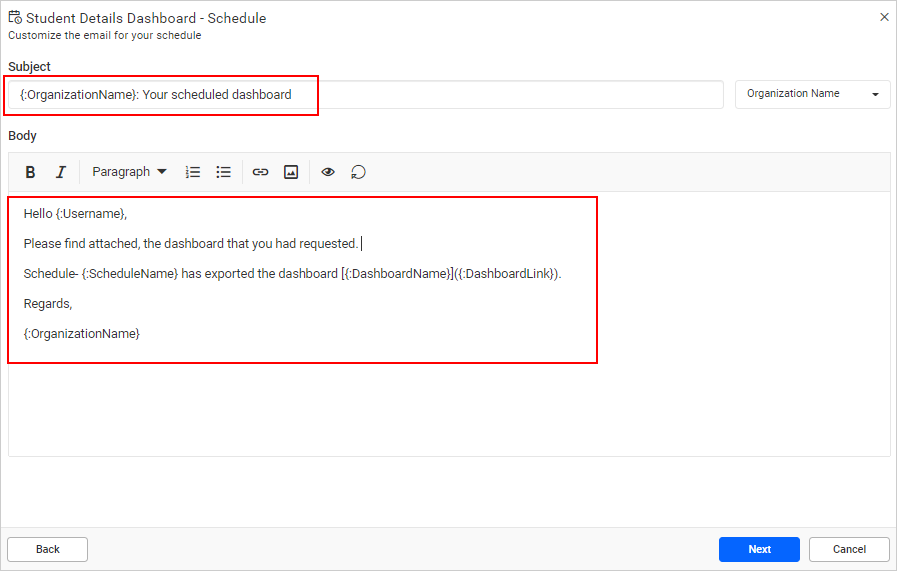 Student Details Dashboard - Schedule
Customize the email for your schedule
Subject
{:OrganizationName}: Your scheduled dashboard
Organization Name
Body
B I Paragraph
Hello {:Username},
Please find attached, the dashboard that you had requested.
Schedule- {:ScheduleName} has exported the dashboard [{:DashboardName}]({:DashboardLink}).
Regards,
{:OrganizationName}
Back
Next
Cancel